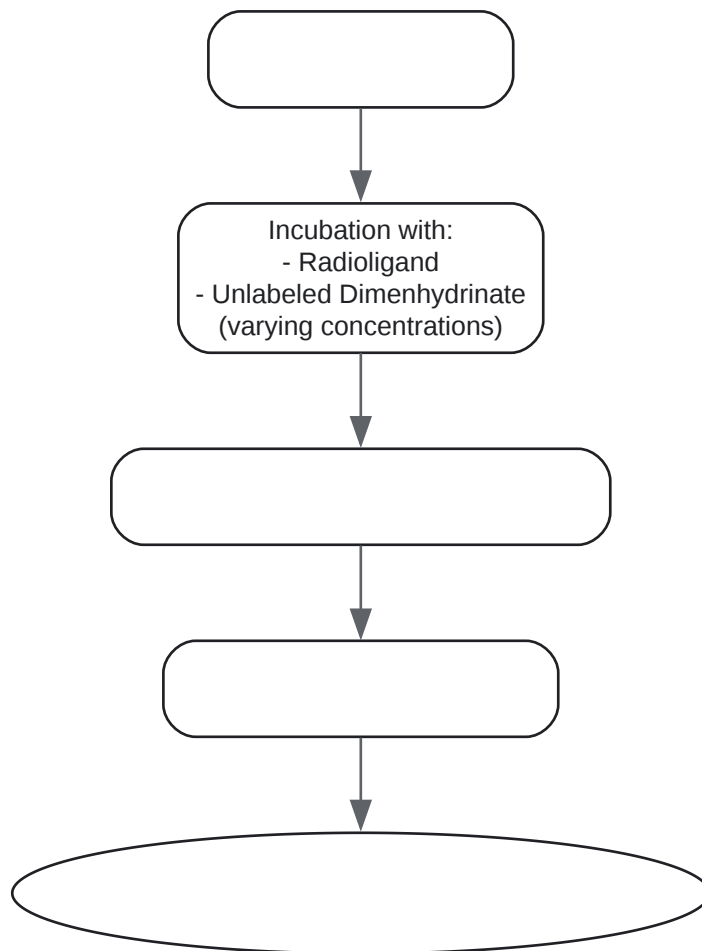 Incubation with:
- Radioligand
- Unlabeled Dimenhydrinate
(varying concentrations)